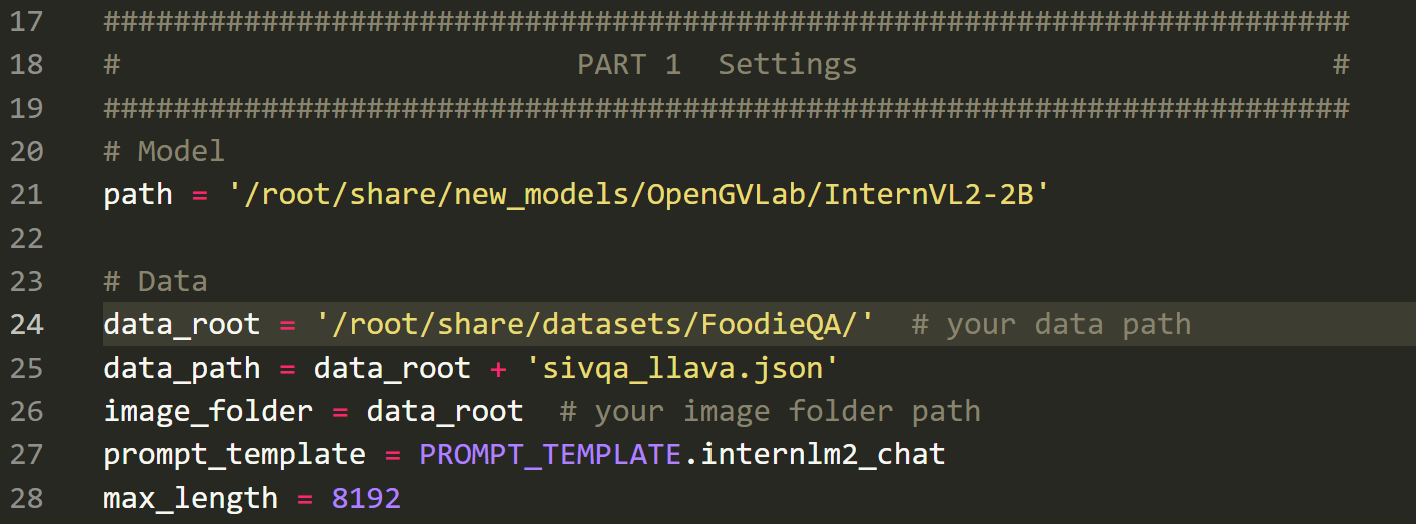 17 #######################################################################
18 #                          PART 1  Settings                           #
19 #######################################################################
20 # Model
21 path = '/root/share/new_models/OpenGVLab/InternVL2-2B'
22
23 # Data
24 data_root = '/root/share/datasets/FoodieQA/'  # your data path
25 data_path = data_root + 'sivqa_llava.json'
26 image_folder = data_root  # your image folder path
27 prompt_template = PROMPT_TEMPLATE.internlm2_chat
28 max_length = 8192